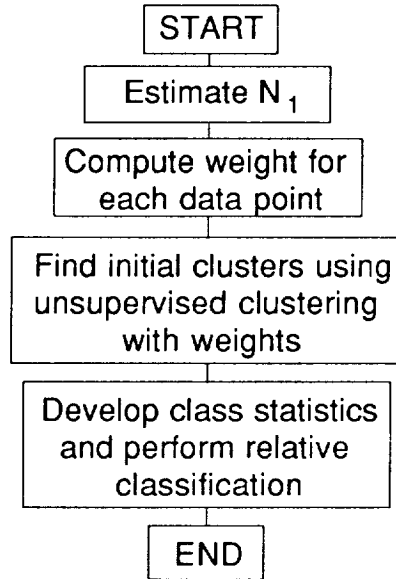 START
Estimate N₁
Compute weight for
each data point
Find initial clusters using
unsupervised clustering
with weights
Develop class statistics
and perform relative
classification
END